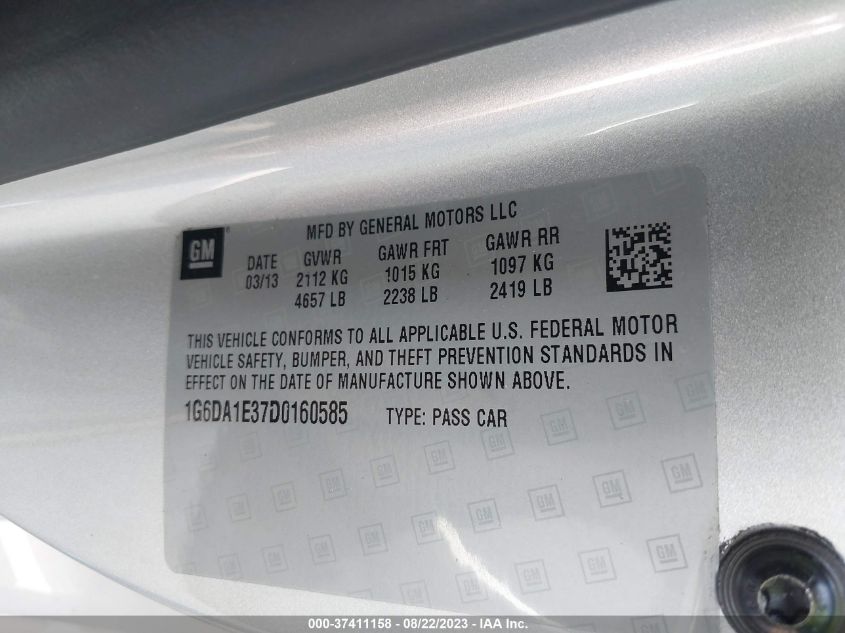 MFD BY GENERAL MOTORS LLC
GM
DATE GVWR GAWR FRT GAWR RR
03/13 2112 KG 1015 KG 1097 KG
4657 LB 2238 LB 2419 LB
THIS VEHICLE CONFORMS TO ALL APPLICABLE U.S. FEDERAL MOTOR
VEHICLE SAFETY, BUMPER, AND THEFT PREVENTION STANDARDS IN
EFFECT ON THE DATE OF MANUFACTURE SHOWN ABOVE.
1G6DA1E37D0160585 TYPE: PASS CAR
000-37411158 - 08/22/2023 - IAA Inc.